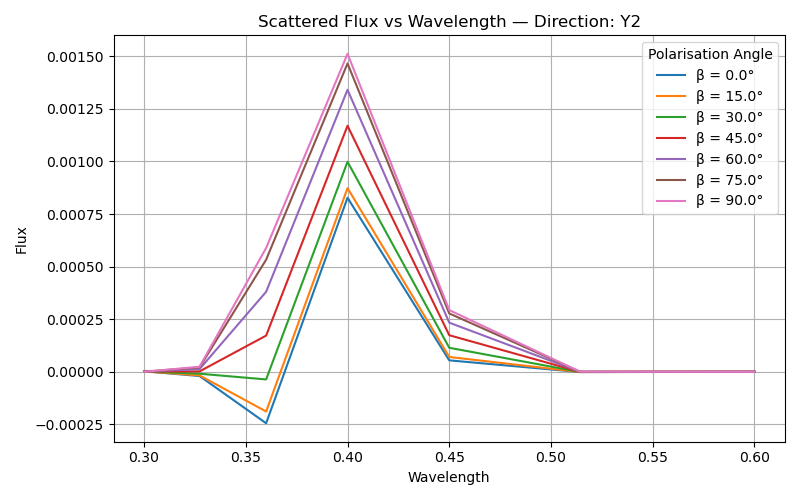 Scattered Flux vs Wavelength — Direction: Y2
Flux
0.00150
0.00125
0.00100
0.00075
0.00050
0.00025
0.00000
−0.00025
Polarisation Angle
β = 0.0°
β = 15.0°
β = 30.0°
β = 45.0°
β = 60.0°
β = 75.0°
β = 90.0°
0.30 0.35 0.40 0.45 0.50 0.55 0.60
Wavelength